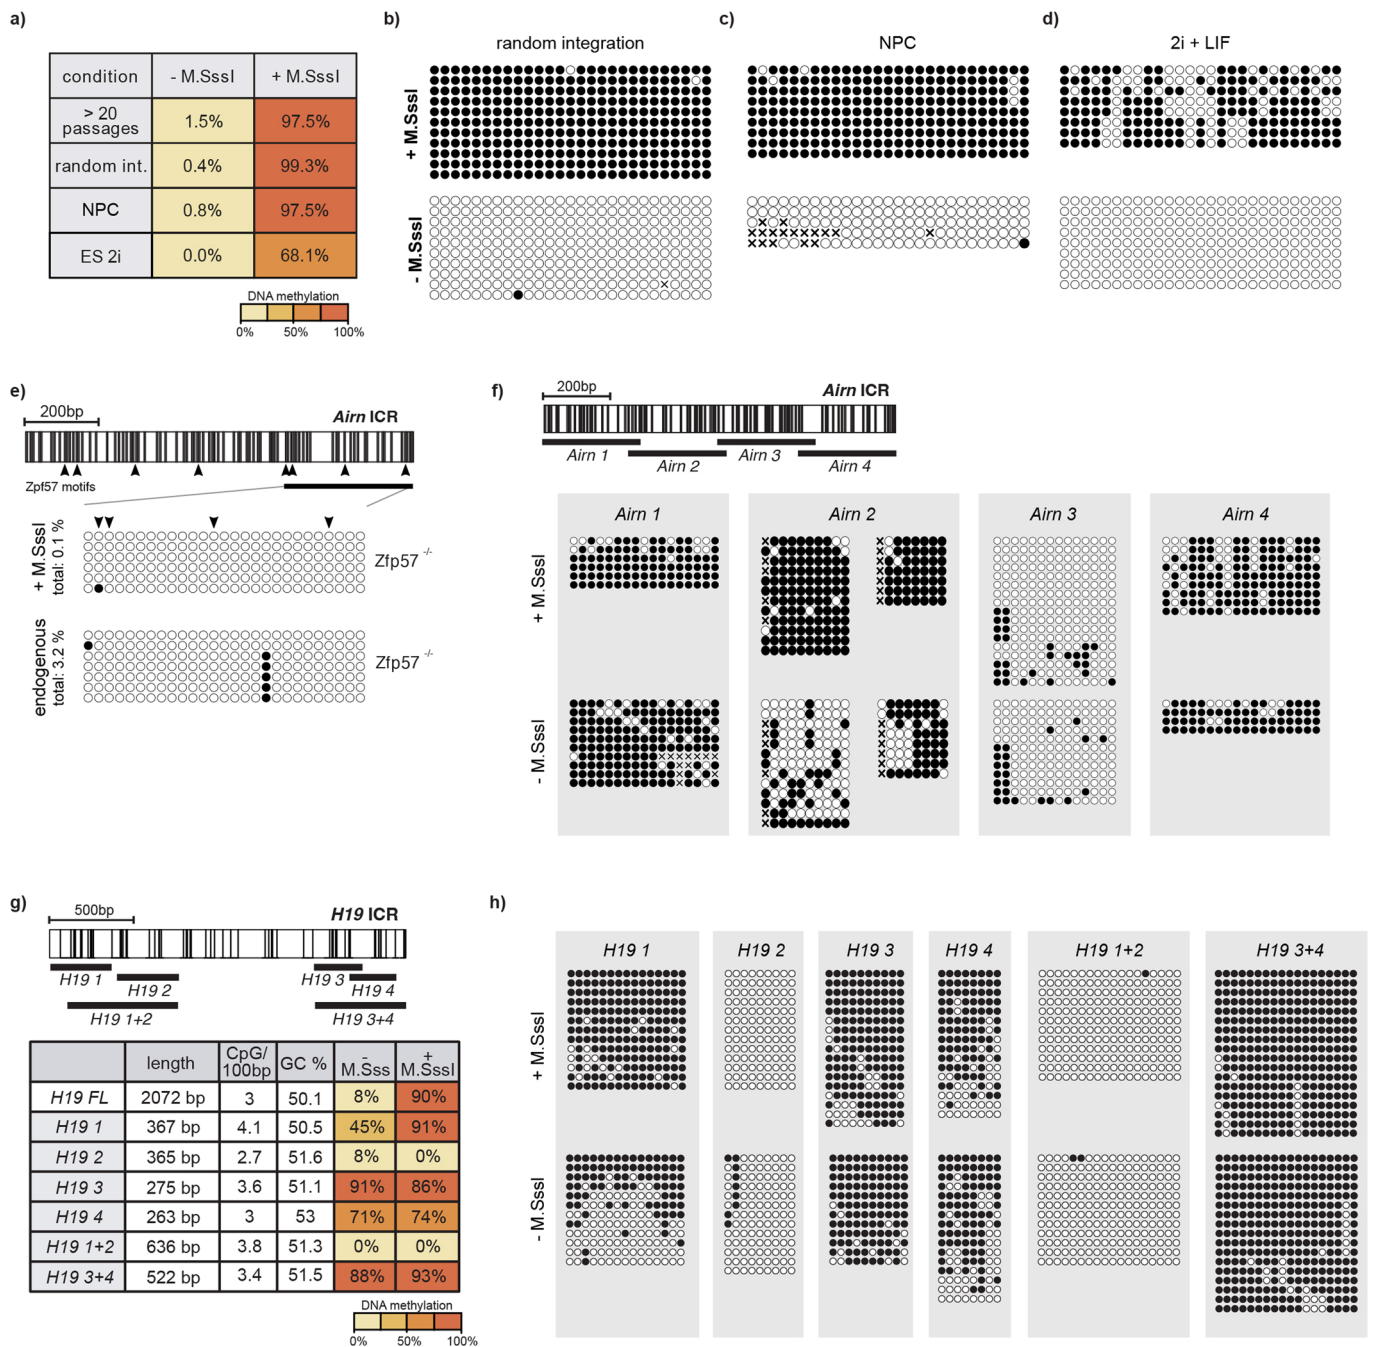 a)
condition - M.SssI + M.SssI
> 20 passages 1.5% 97.5%
random int. 0.4% 99.3%
NPC 0.8% 97.5%
ES 2i 0.0% 68.1%
DNA methylation
0% 50% 100%
b)
random integration
+ M.SssI
- M.SssI
c)
NPC
d)
2i + LIF
e)
200bp
Airn ICR
Zpf57 motifs
+ M.SssI
total: 0.1 %
Zfp57 -/-
endogenous
total: 3.2 %
Zfp57 -/-
f)
200bp
Airn ICR
Airn 1
Airn 2
Airn 3
Airn 4
Airn 1 Airn 2 Airn 3 Airn 4
+ M.SssI
- M.SssI
g)
500bp
H19 ICR
H19 1
H19 2
H19 1+2
H19 3
H19 4
H19 3+4
length CpG/ 100bp GC % - M.Sss + M.SssI
H19 FL 2072 bp 3 50.1 8% 90%
H19 1 367 bp 4.1 50.5 45% 91%
H19 2 365 bp 2.7 51.6 8% 0%
H19 3 275 bp 3.6 51.1 91% 86%
H19 4 263 bp 3 53 71% 74%
H19 1+2 636 bp 3.8 51.3 0% 0%
H19 3+4 522 bp 3.4 51.5 88% 93%
DNA methylation
0% 50% 100%
h)
H19 1 H19 2 H19 3 H19 4 H19 1+2 H19 3+4
+ M.SssI
- M.SssI